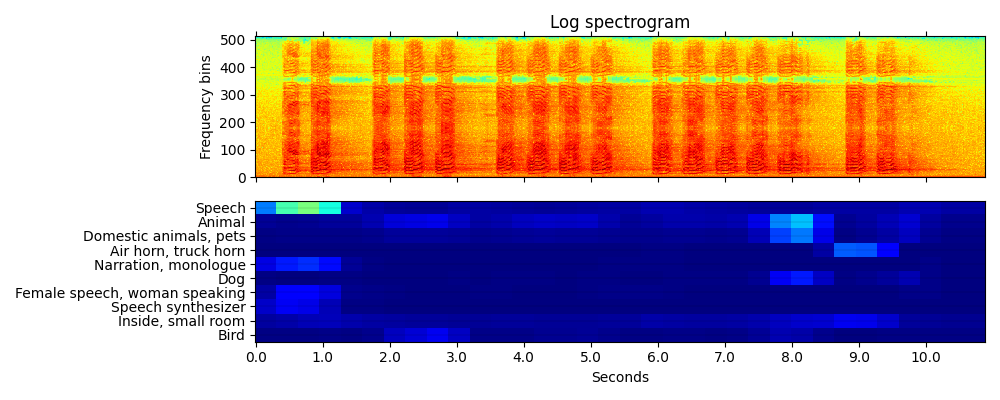 Log spectrogram
500
400
300
200
100
0
Frequency bins
Speech
Animal
Domestic animals, pets
Air horn, truck horn
Narration, monologue
Dog
Female speech, woman speaking
Speech synthesizer
Inside, small room
Bird
0.0 1.0 2.0 3.0 4.0 5.0 6.0 7.0 8.0 9.0 10.0
Seconds